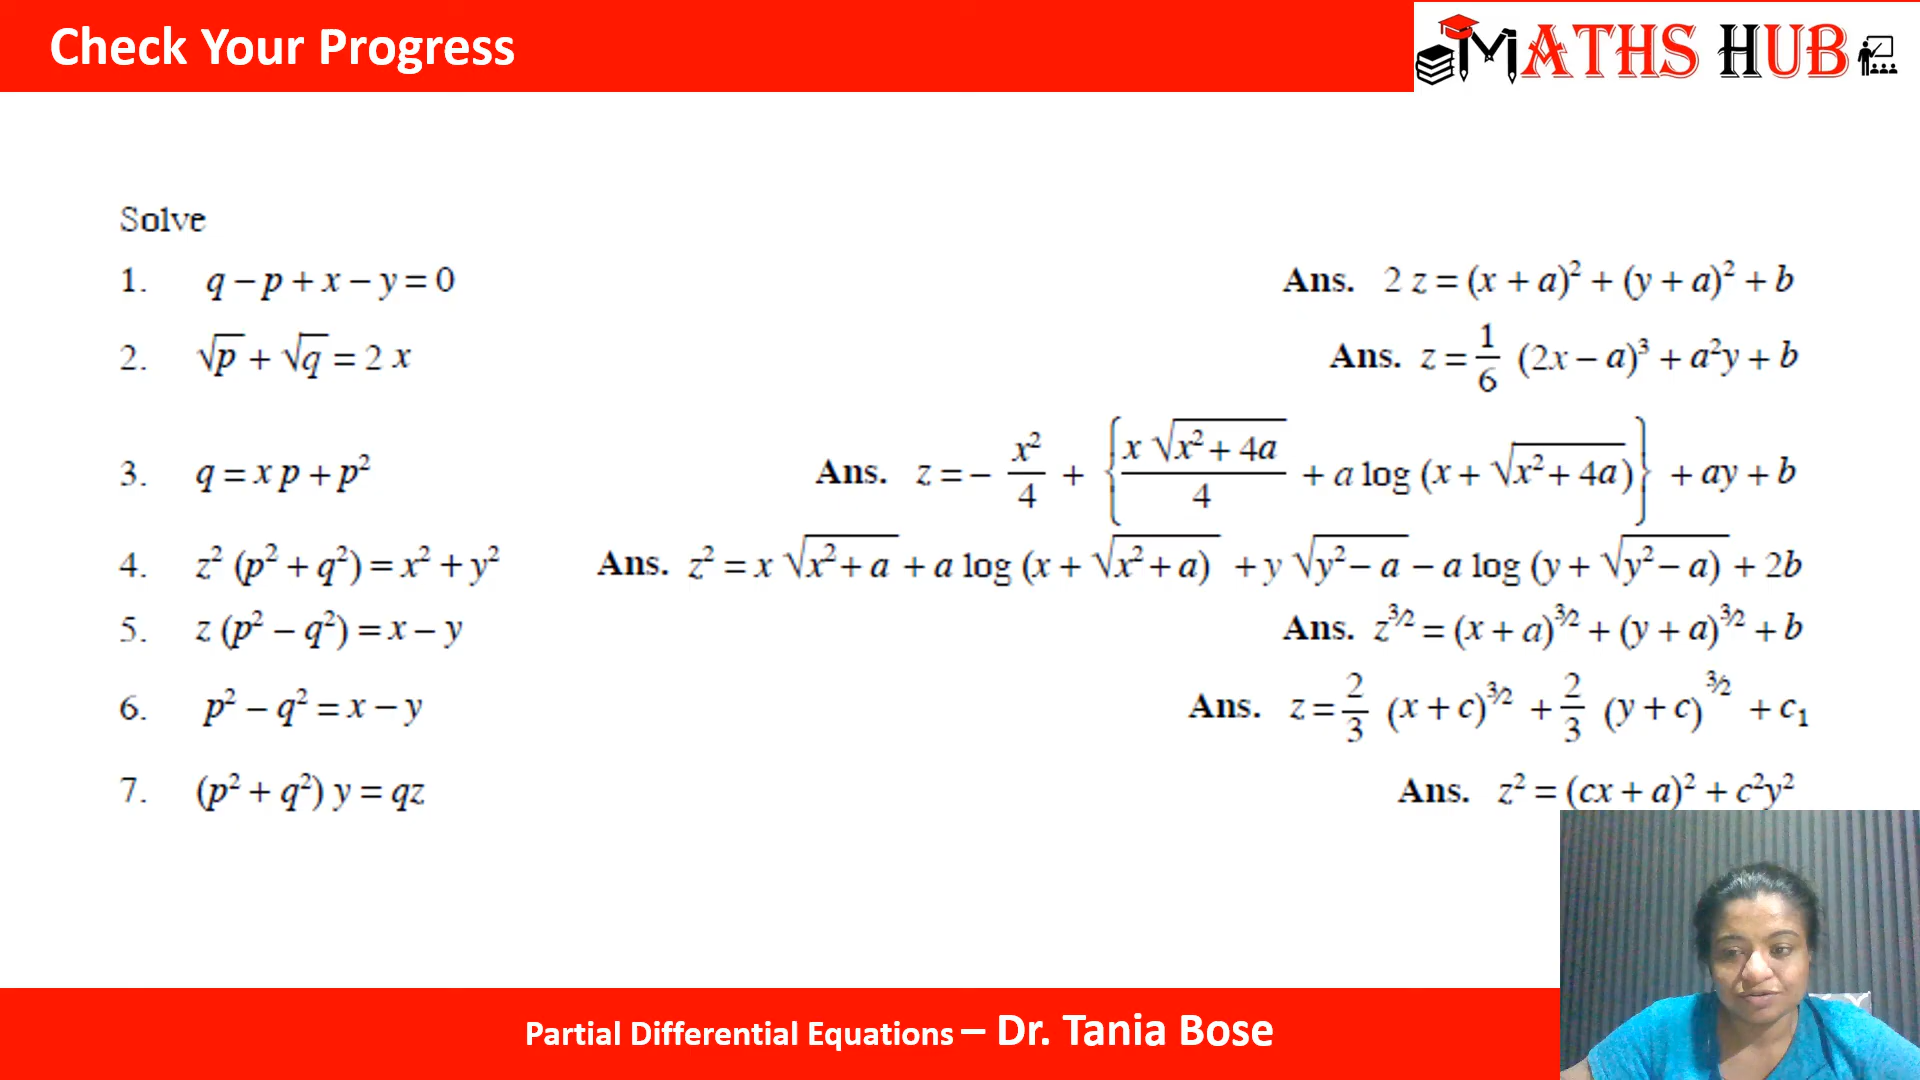 Check Your Progress
MATHS HUB
Solve
1. q − p + x − y = 0 Ans. 2 z = (x + a)² + (y + a)² + b
2. √p + √q = 2 x Ans. z = 1/6 (2x − a)³ + a²y + b
3. q = x p + p² Ans. z = − x²/4 + {x √(x² + 4a)/4 + a log (x + √(x² + 4a))} + ay + b
4. z² (p² + q²) = x² + y² Ans. z² = x √(x² + a) + a log (x + √(x² + a)) + y √(y² − a) − a log (y + √(y² − a)) + 2b
5. z (p² − q²) = x − y Ans. z^(3/2) = (x + a)^(3/2) + (y + a)^(3/2) + b
6. p² − q² = x − y Ans. z = 2/3 (x + c)^(3/2) + 2/3 (y + c)^(3/2) + c₁
7. (p² + q²) y = qz Ans. z² = (cx + a)² + c²y²
Partial Differential Equations – Dr. Tania Bose